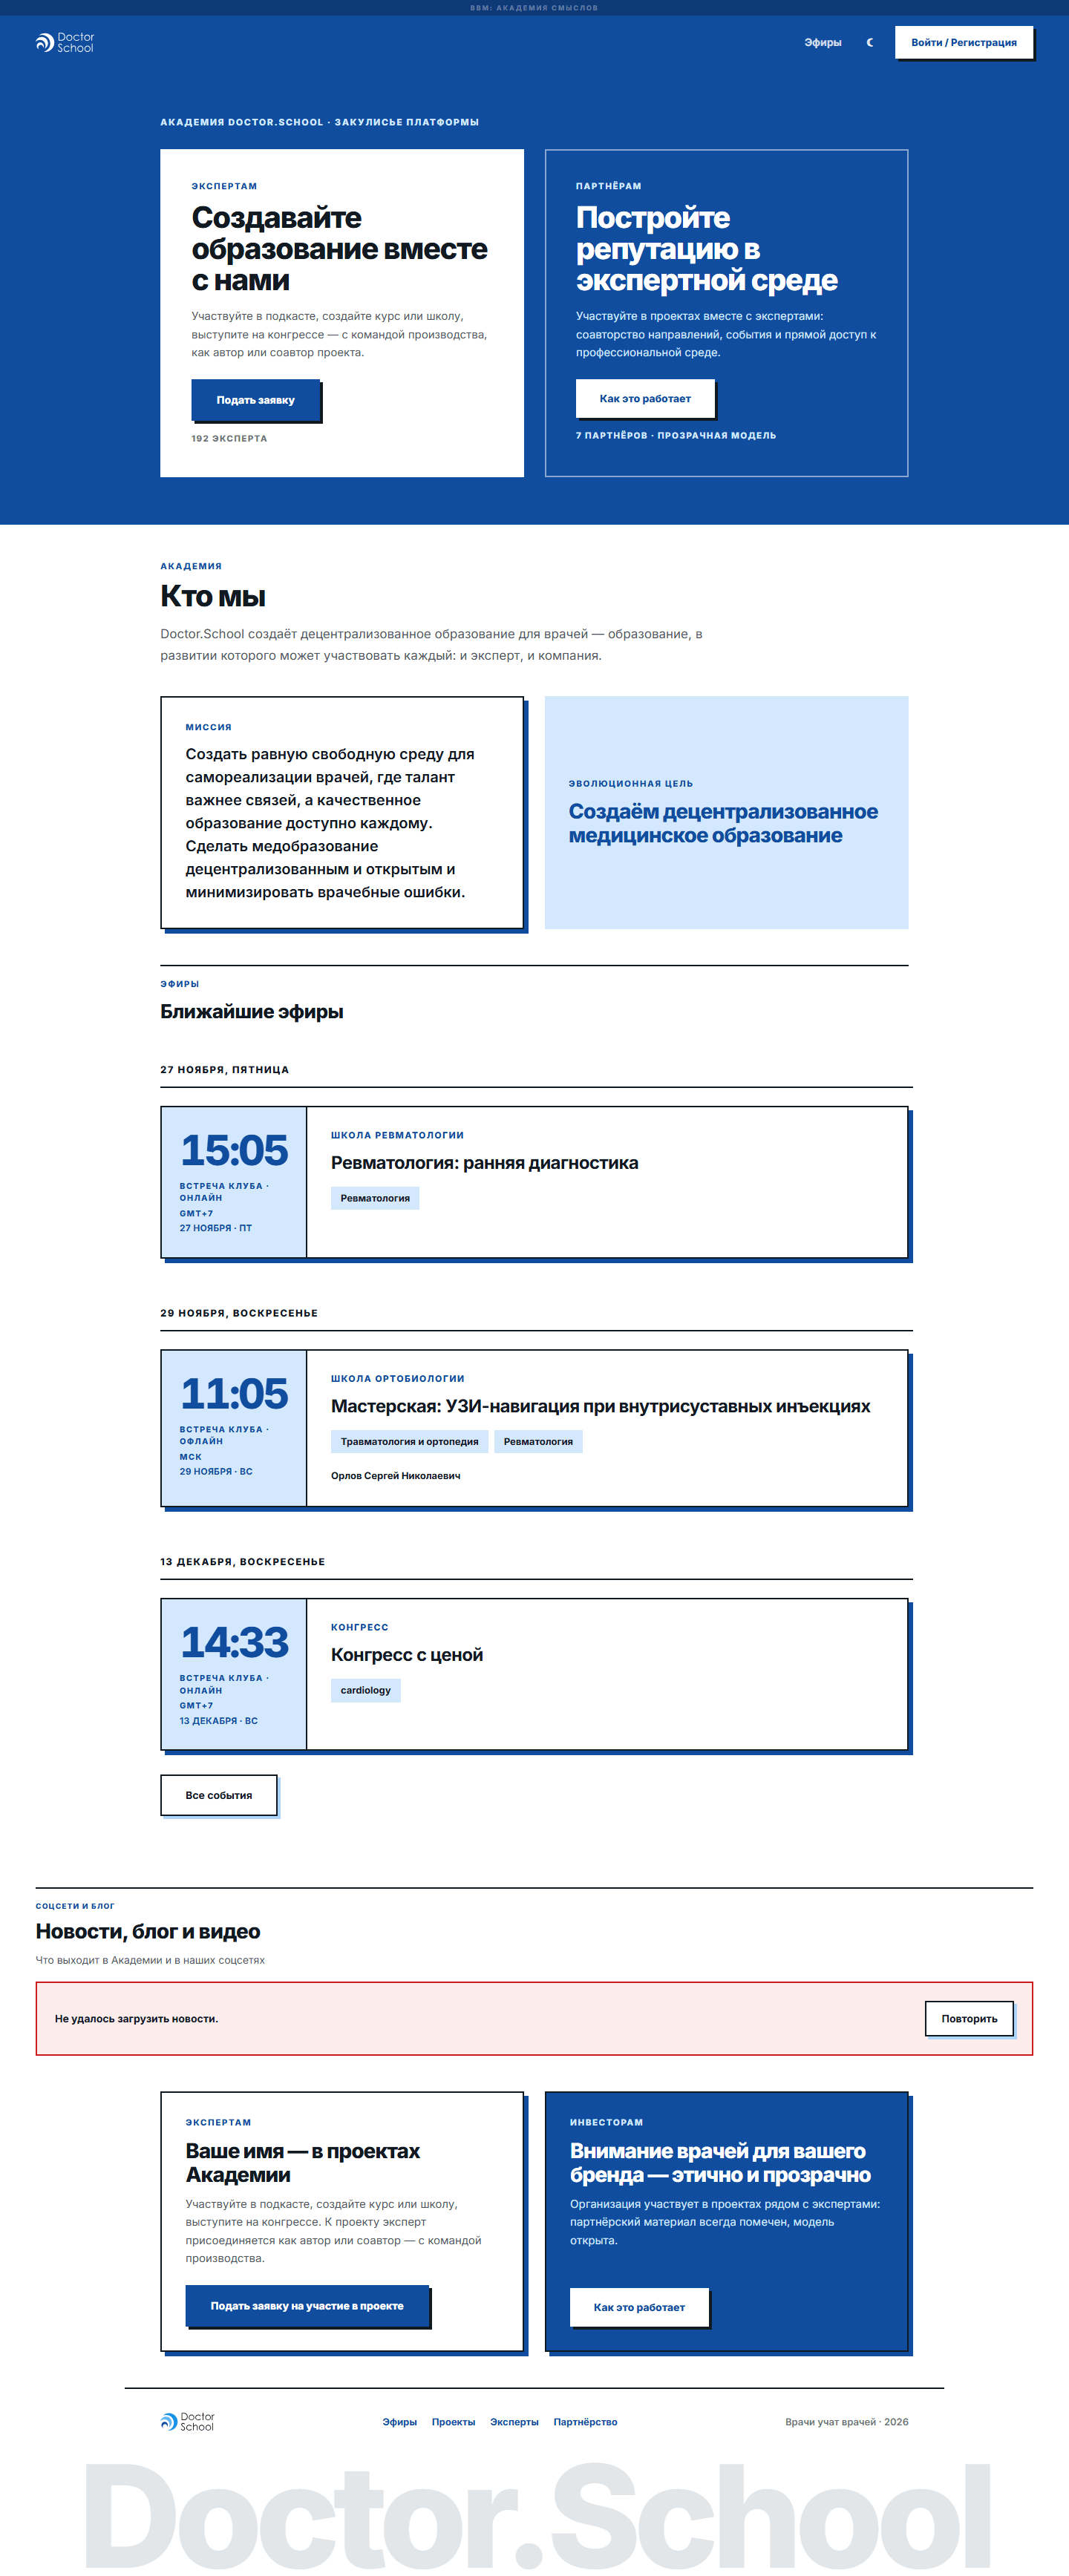 ВВМ: АКАДЕМИЯ СМЫСЛОВ
Doctor
School
Эфиры
Войти / Регистрация
АКАДЕМИЯ DOCTOR.SCHOOL · ЗАКУЛИСЬЕ ПЛАТФОРМЫ
ЭКСПЕРТАМ
Создавайте
образование вместе
с нами
Участвуйте в подкасте, создайте курс или школу,
выступите на конгрессе — с командой производства,
как автор или соавтор проекта.
Подать заявку
192 ЭКСПЕРТА
ПАРТНЁРАМ
Постройте
репутацию в
экспертной среде
Участвуйте в проектах вместе с экспертами:
соавторство направлений, события и прямой доступ к
профессиональной среде.
Как это работает
7 ПАРТНЁРОВ · ПРОЗРАЧНАЯ МОДЕЛЬ
АКАДЕМИЯ
Кто мы
Doctor.School создаёт децентрализованное образование для врачей — образование, в
развитии которого может участвовать каждый: и эксперт, и компания.
МИССИЯ
Создать равную свободную среду для
самореализации врачей, где талант
важнее связей, а качественное
образование доступно каждому.
Сделать медобразование
децентрализованным и открытым и
минимизировать врачебные ошибки.
ЭВОЛЮЦИОННАЯ ЦЕЛЬ
Создаём децентрализованное
медицинское образование
ЭФИРЫ
Ближайшие эфиры
27 НОЯБРЯ, ПЯТНИЦА
15:05
ВСТРЕЧА КЛУБА ·
ОНЛАЙН
GMT+7
27 НОЯБРЯ · ПТ
ШКОЛА РЕВМАТОЛОГИИ
Ревматология: ранняя диагностика
Ревматология
29 НОЯБРЯ, ВОСКРЕСЕНЬЕ
11:05
ВСТРЕЧА КЛУБА ·
ОФЛАЙН
МСК
29 НОЯБРЯ · ВС
ШКОЛА ОРТОБИОЛОГИИ
Мастерская: УЗИ-навигация при внутрисуставных инъекциях
Травматология и ортопедия
Ревматология
Орлов Сергей Николаевич
13 ДЕКАБРЯ, ВОСКРЕСЕНЬЕ
14:33
ВСТРЕЧА КЛУБА ·
ОНЛАЙН
GMT+7
13 ДЕКАБРЯ · ВС
КОНГРЕСС
Конгресс с ценой
cardiology
Все события
СОЦСЕТИ И БЛОГ
Новости, блог и видео
Что выходит в Академии и в наших соцсетях
Не удалось загрузить новости.
Повторить
ЭКСПЕРТАМ
Ваше имя — в проектах
Академии
Участвуйте в подкасте, создайте курс или школу,
выступите на конгрессе. К проекту эксперт
присоединяется как автор или соавтор — с командой
производства.
Подать заявку на участие в проекте
ИНВЕСТОРАМ
Внимание врачей для вашего
бренда — этично и прозрачно
Организация участвует в проектах рядом с экспертами:
партнёрский материал всегда помечен, модель
открыта.
Как это работает
Doctor
School
Эфиры
Проекты
Эксперты
Партнёрство
Врачи учат врачей · 2026
Doctor.School